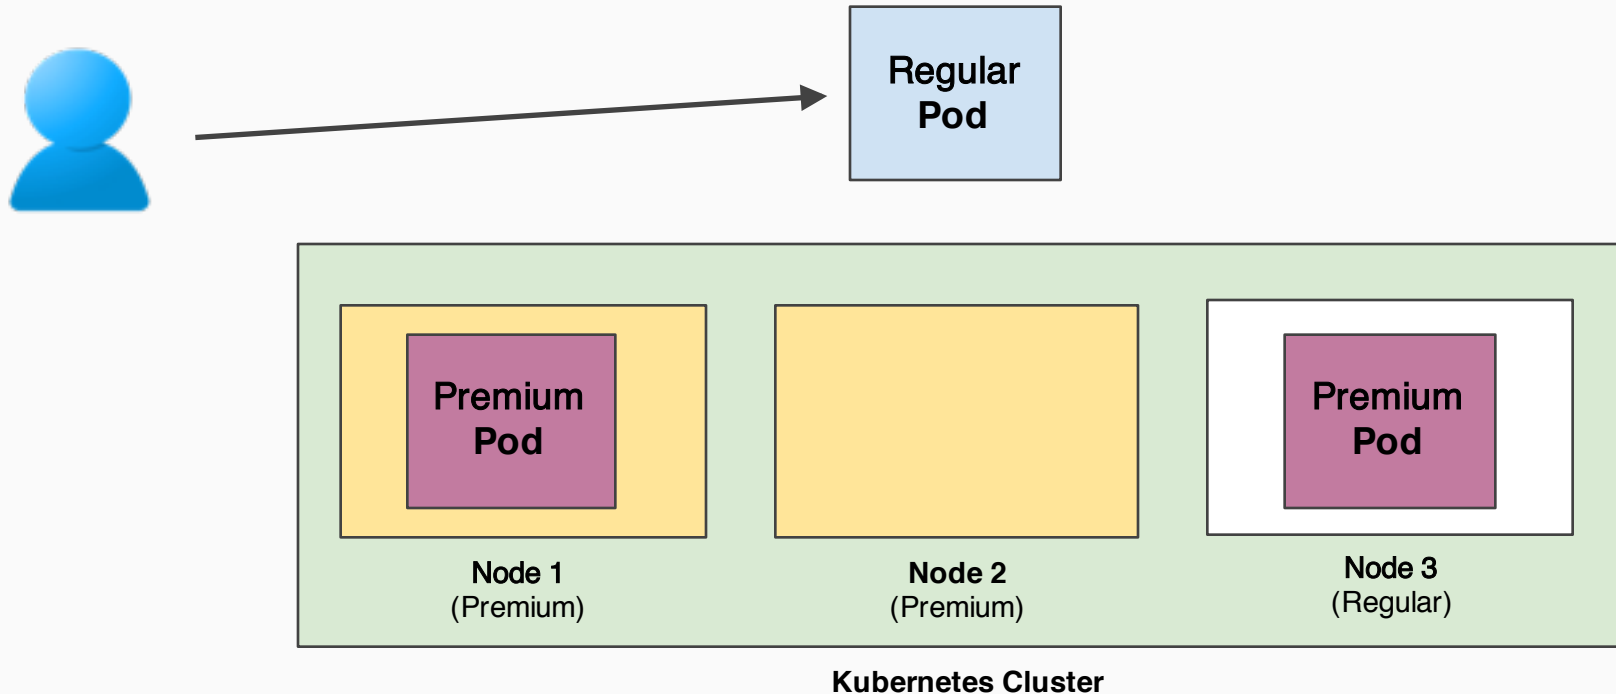 Regular
Pod
Premium
Pod
Premium
Pod
Node 1
(Premium)
Node 2
(Premium)
Node 3
(Regular)
Kubernetes Cluster